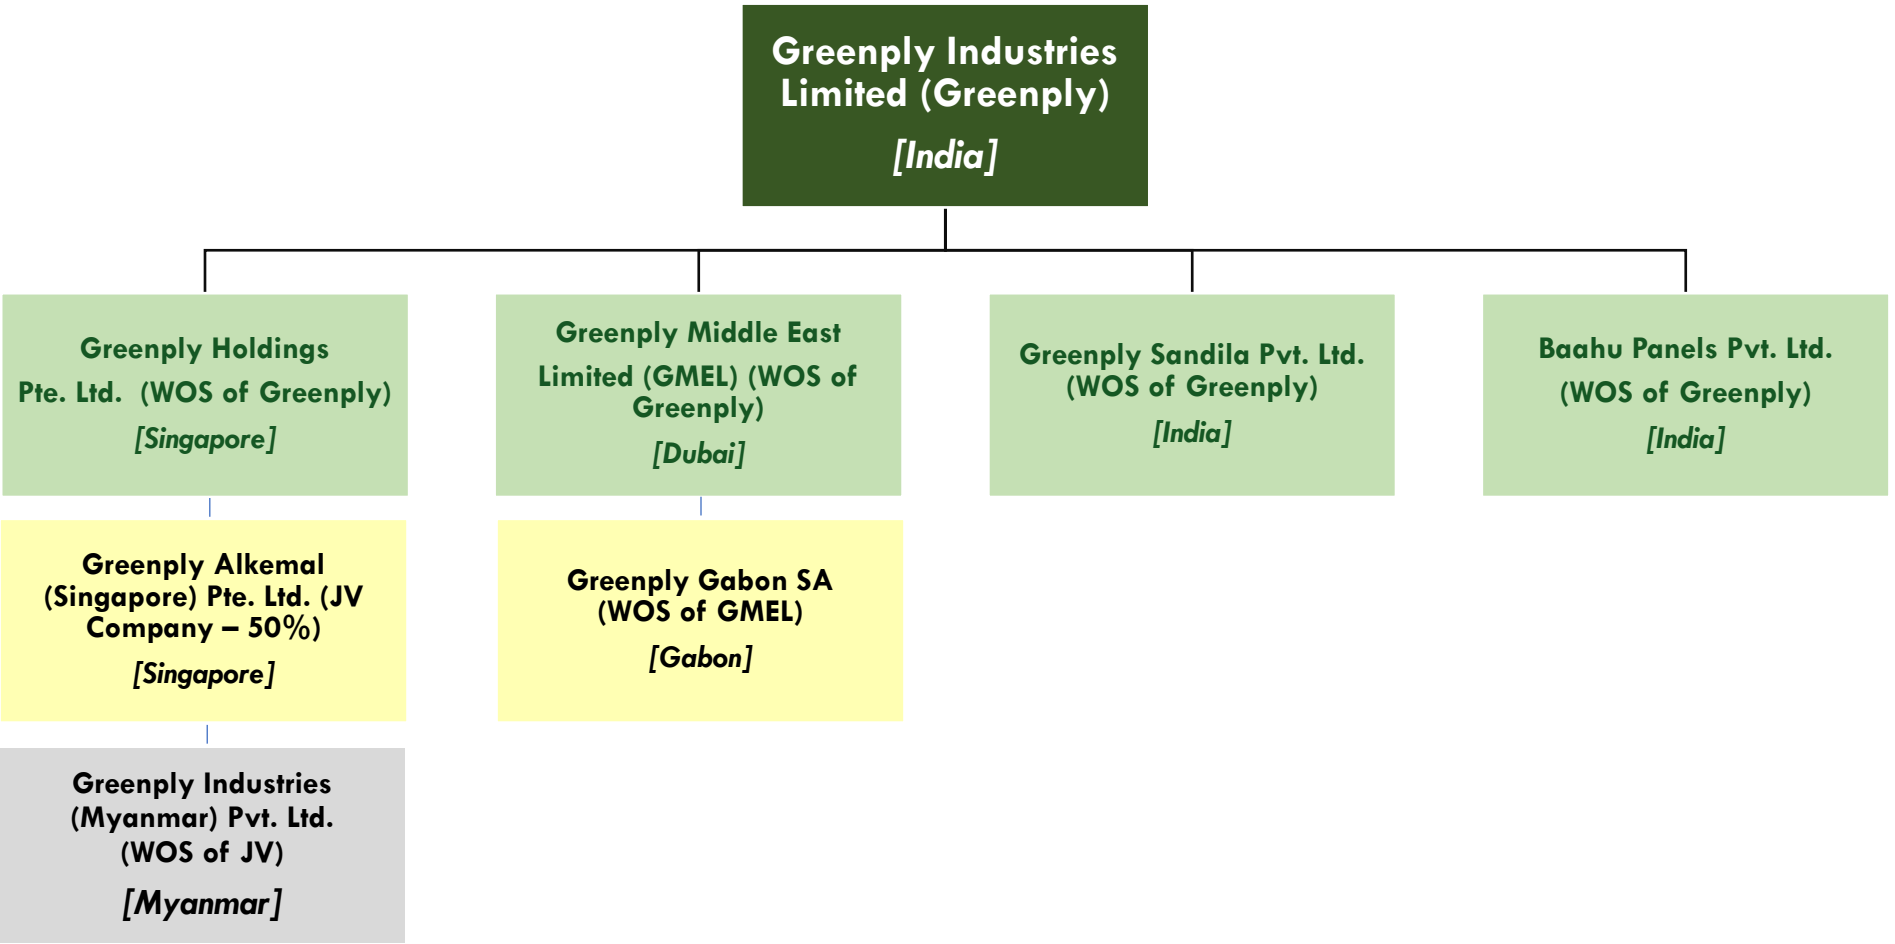 Greenply Industries
Limited (Greenply)
[India]
Greenply Holdings
Pte. Ltd. (WOS of Greenply)
[Singapore]
Greenply Middle East
Limited (GMEL) (WOS of
Greenply)
[Dubai]
Greenply Sandila Pvt. Ltd.
(WOS of Greenply)
[India]
Baahu Panels Pvt. Ltd.
(WOS of Greenply)
[India]
Greenply Alkemal
(Singapore) Pte. Ltd. (JV
Company – 50%)
[Singapore]
Greenply Gabon SA
(WOS of GMEL)
[Gabon]
Greenply Industries
(Myanmar) Pvt. Ltd.
(WOS of JV)
[Myanmar]